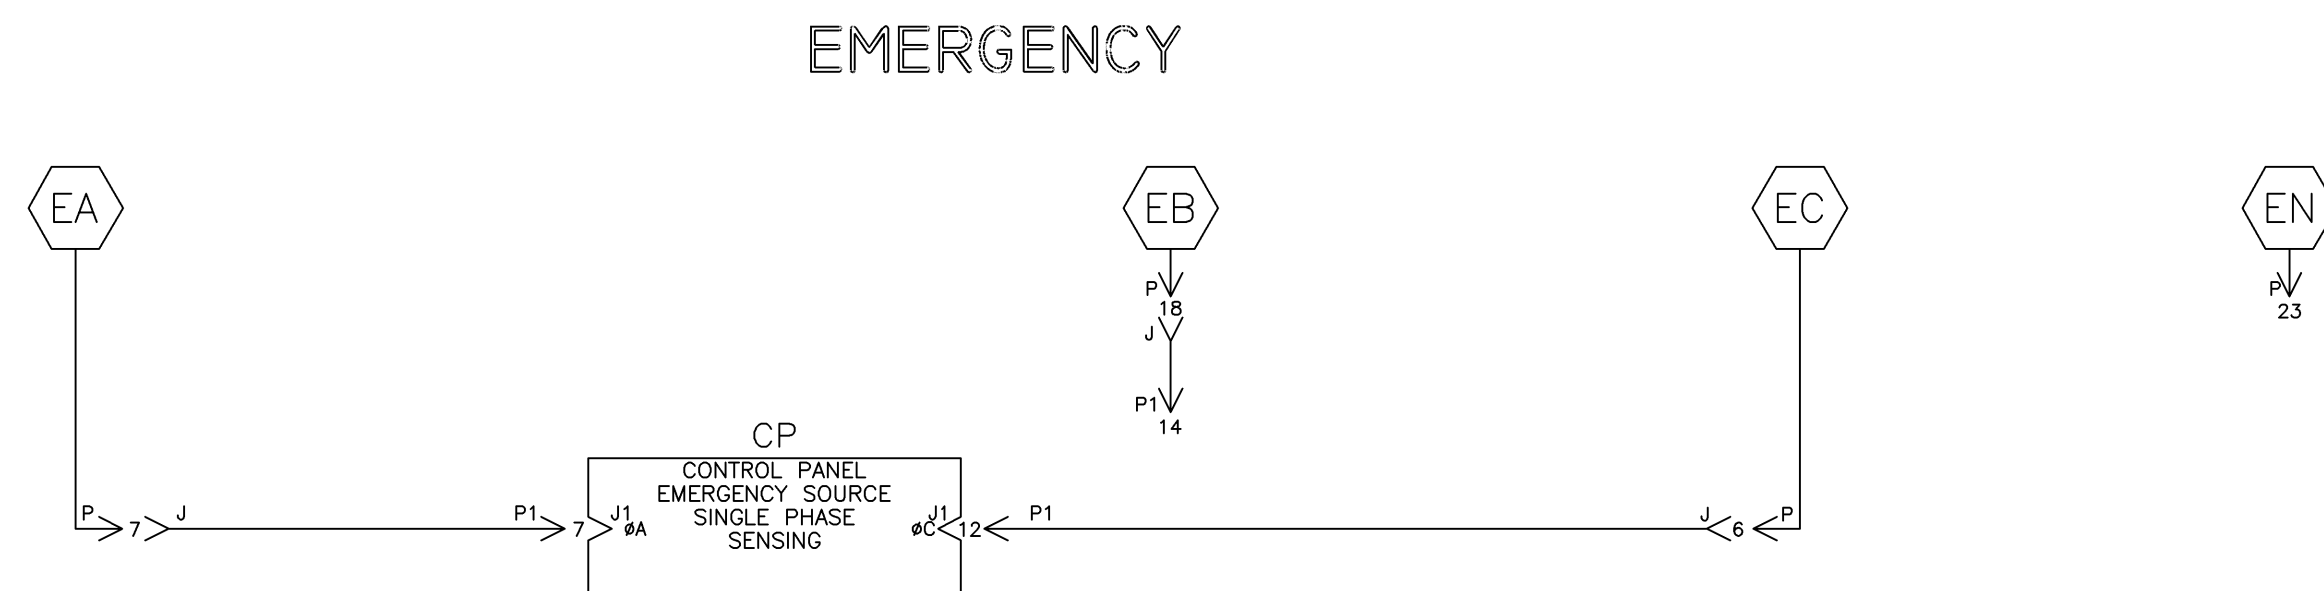 EMERGENCY
EA
EB
EC
EN
P
18
P
23
J
P1
14
CP
CONTROL PANEL
EMERGENCY SOURCE
SINGLE PHASE
SENSING
P
7
J
P1
7
J1
øA
J1
øC
12
P1
J
6
P